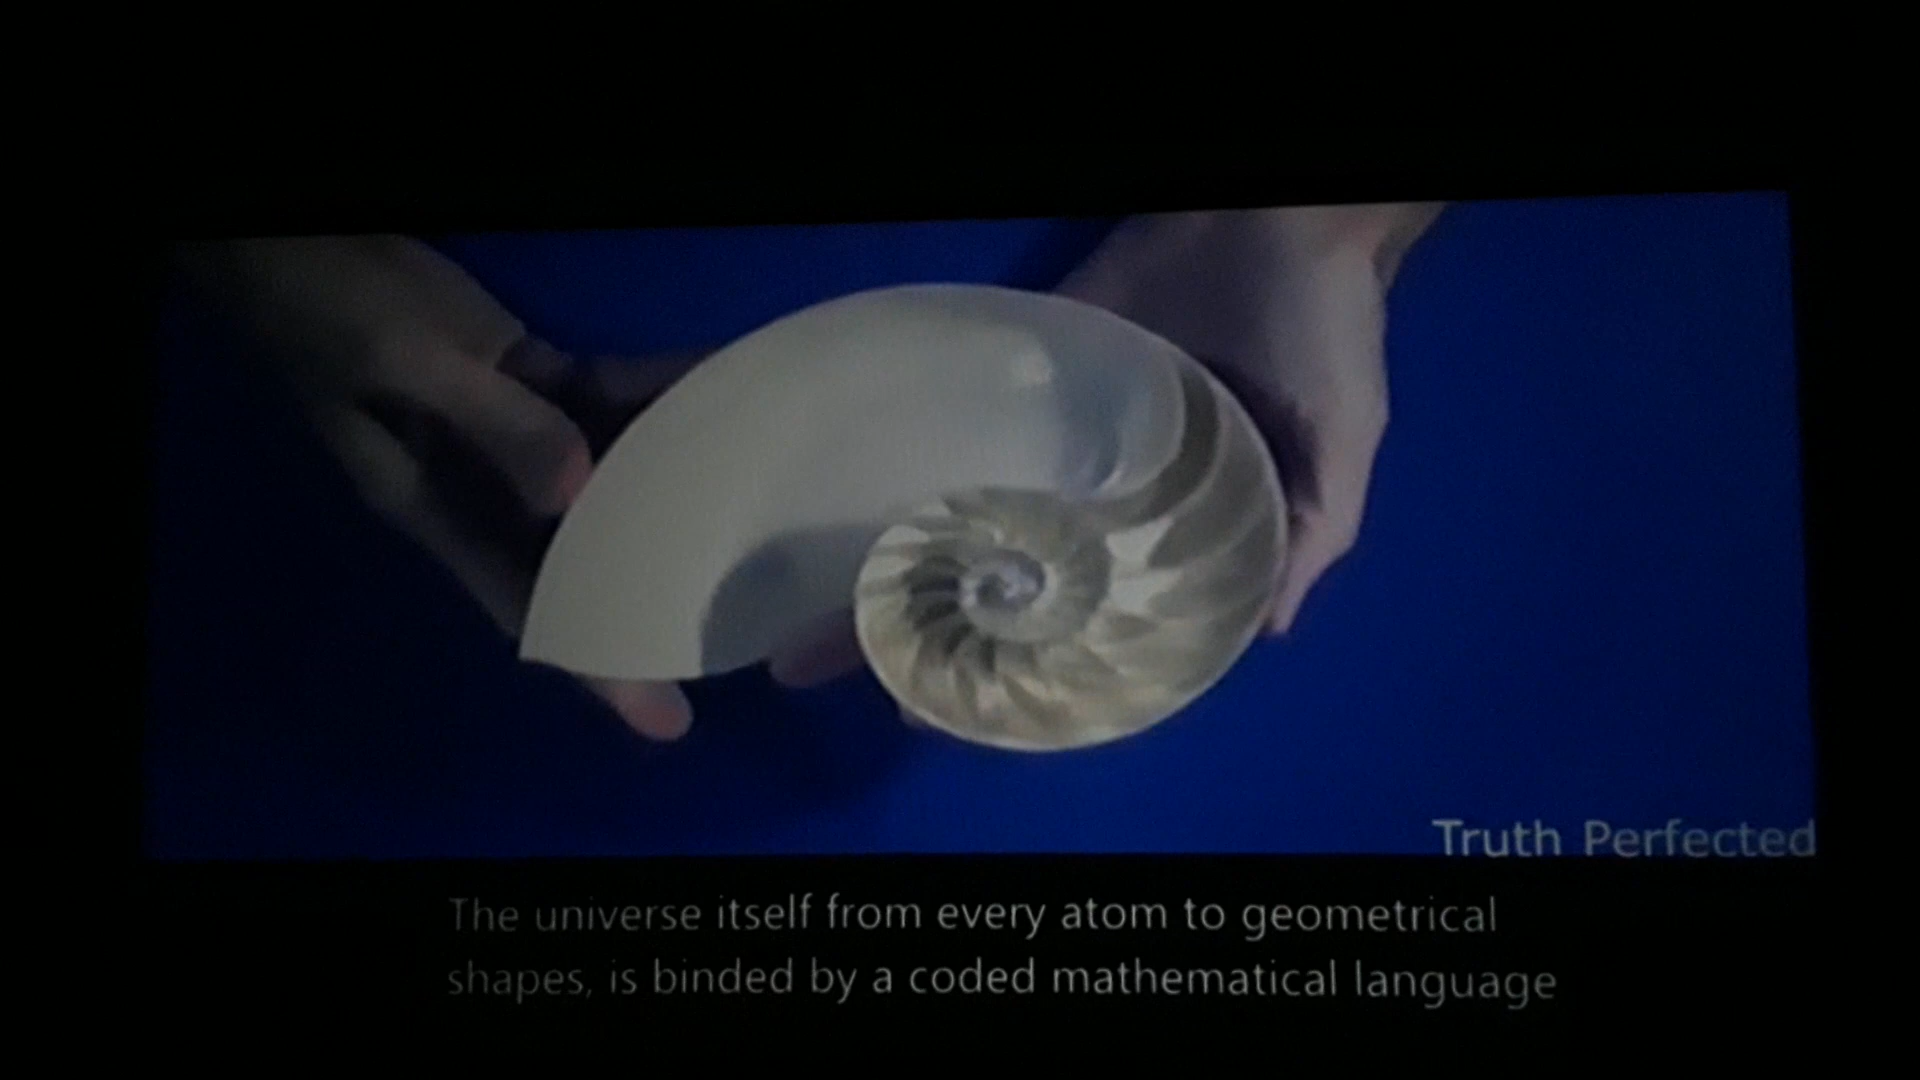 Truth Perfected
The universe itself from every atom to geometrical
shapes, is binded by a coded mathematical language